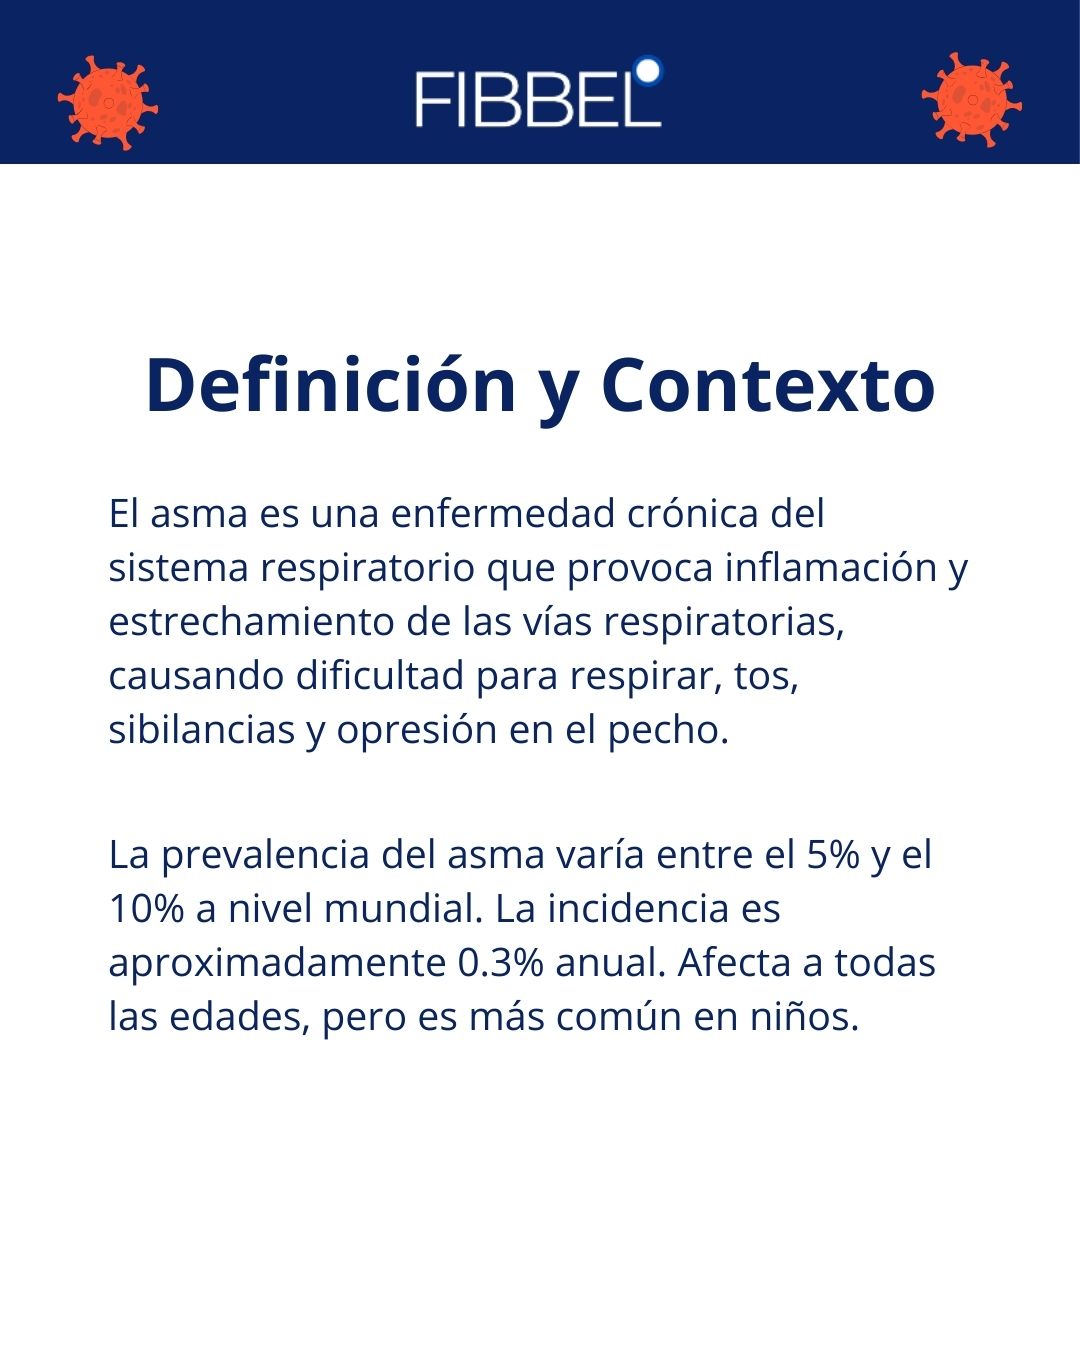 FIBBEL
Definición y Contexto
El asma es una enfermedad crónica del
sistema respiratorio que provoca inflamación y
estrechamiento de las vías respiratorias,
causando dificultad para respirar, tos,
sibilancias y opresión en el pecho.
La prevalencia del asma varía entre el 5% y el
10% a nivel mundial. La incidencia es
aproximadamente 0.3% anual. Afecta a todas
las edades, pero es más común en niños.